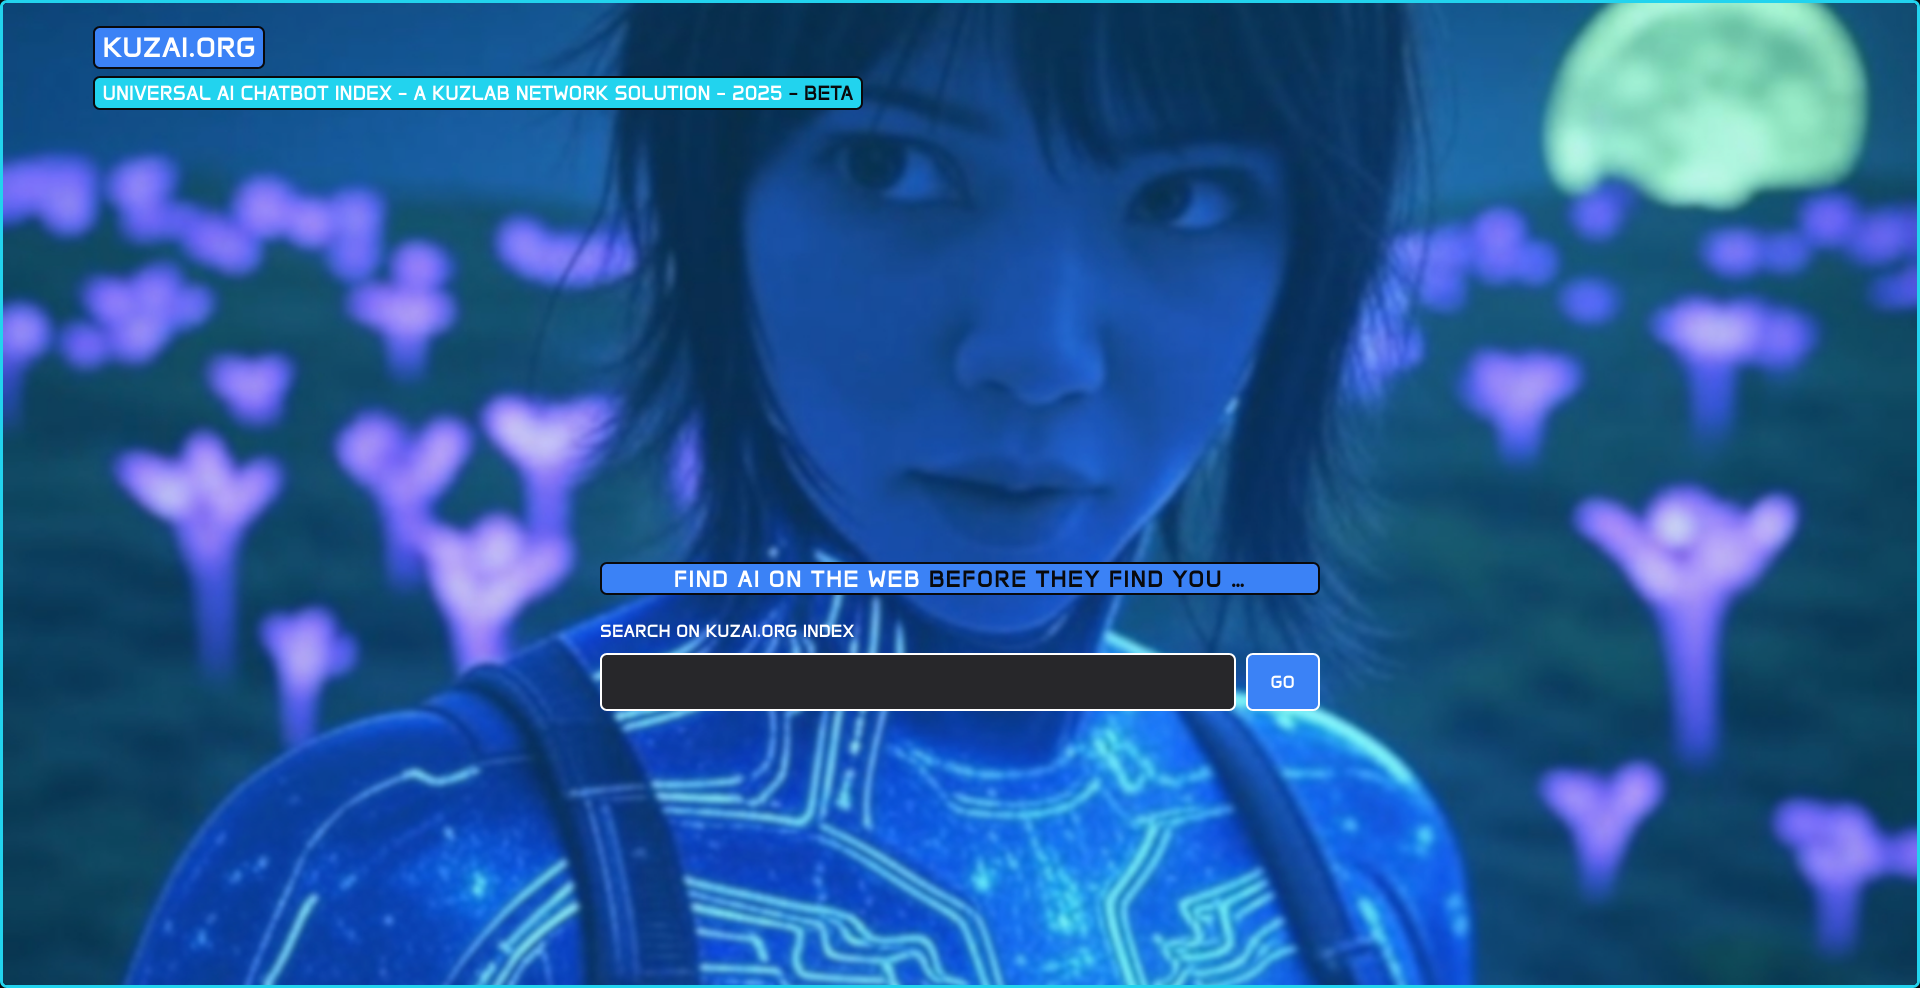 KUZAI.ORG
UNIVERSAL AI CHATBOT INDEX - A KUZLAB NETWORK SOLUTION - 2025 - BETA
FIND AI ON THE WEB BEFORE THEY FIND YOU ...
SEARCH ON KUZAI.ORG INDEX
GO